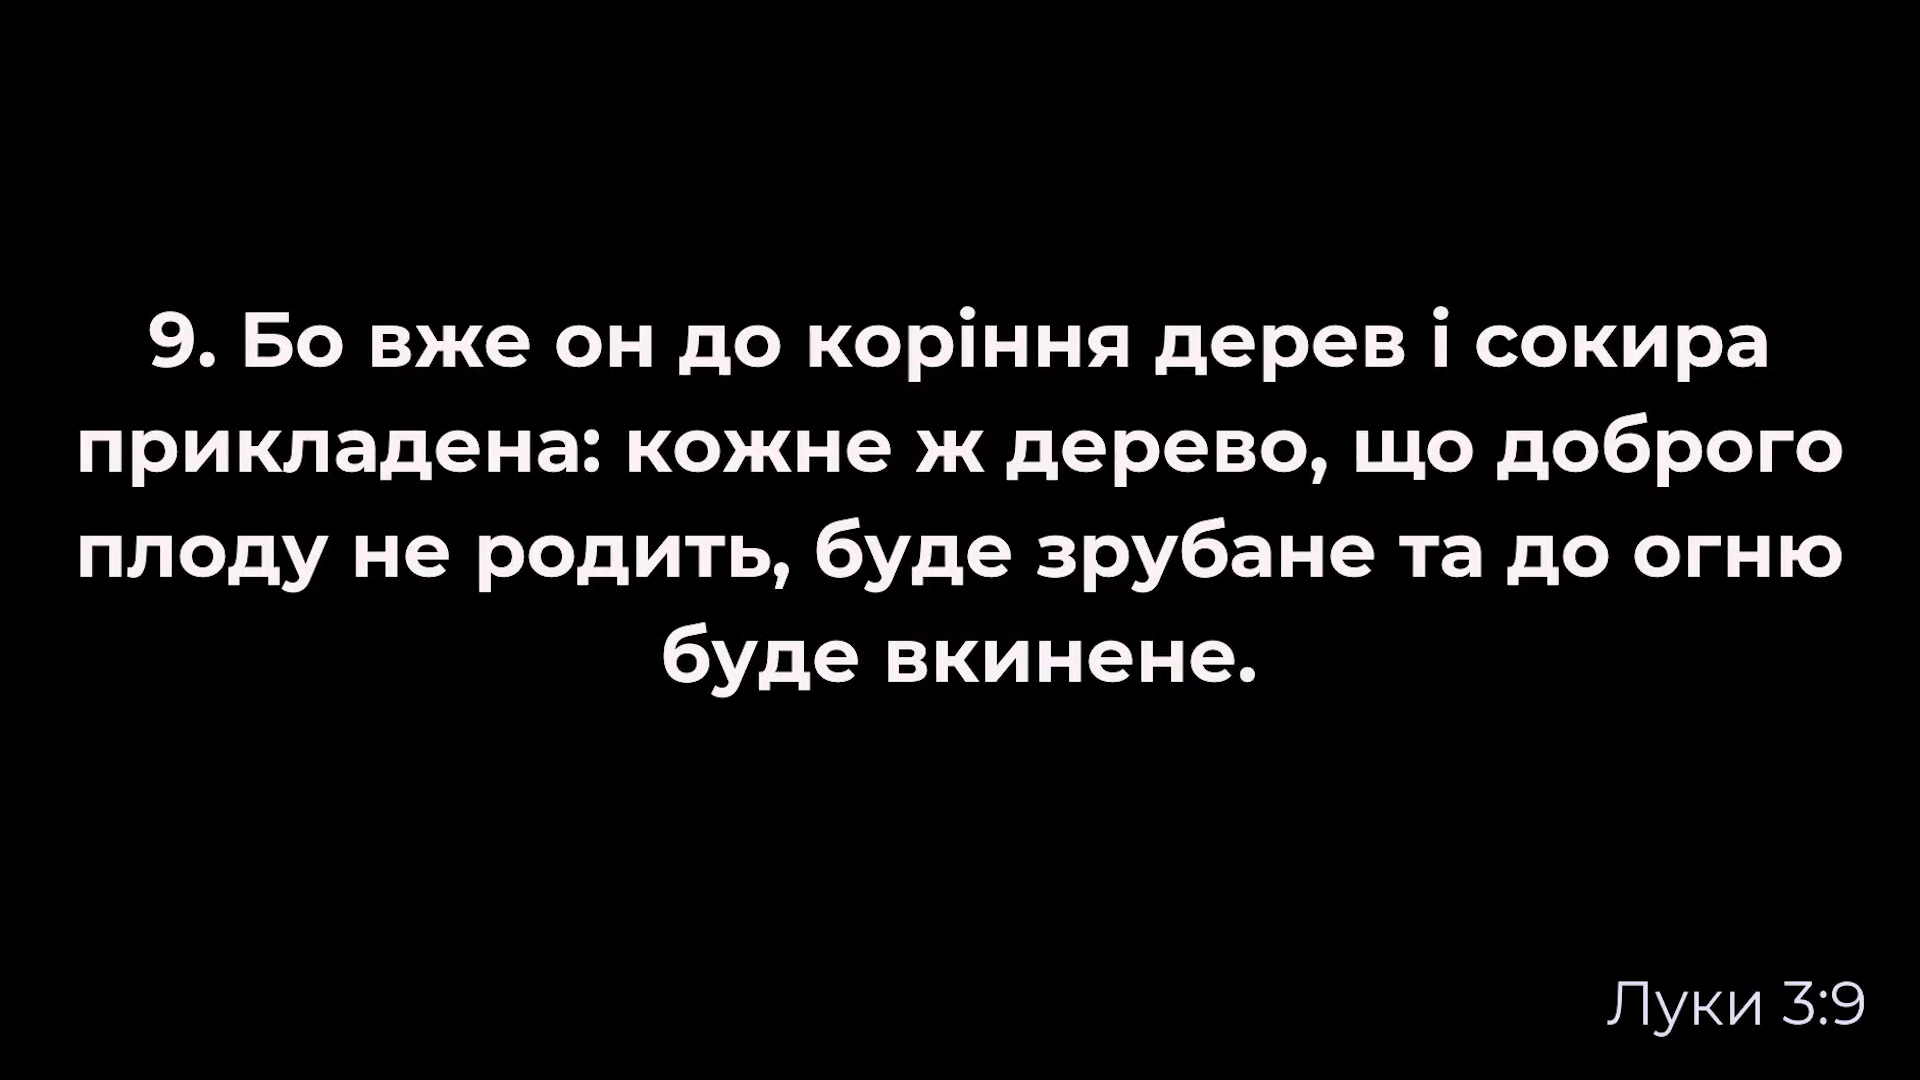 9. Бо вже он до коріння дерев і сокира
прикладена: кожне ж дерево, що доброго
плоду не родить, буде зрубане та до огню
буде вкинене.
Луки 3:9